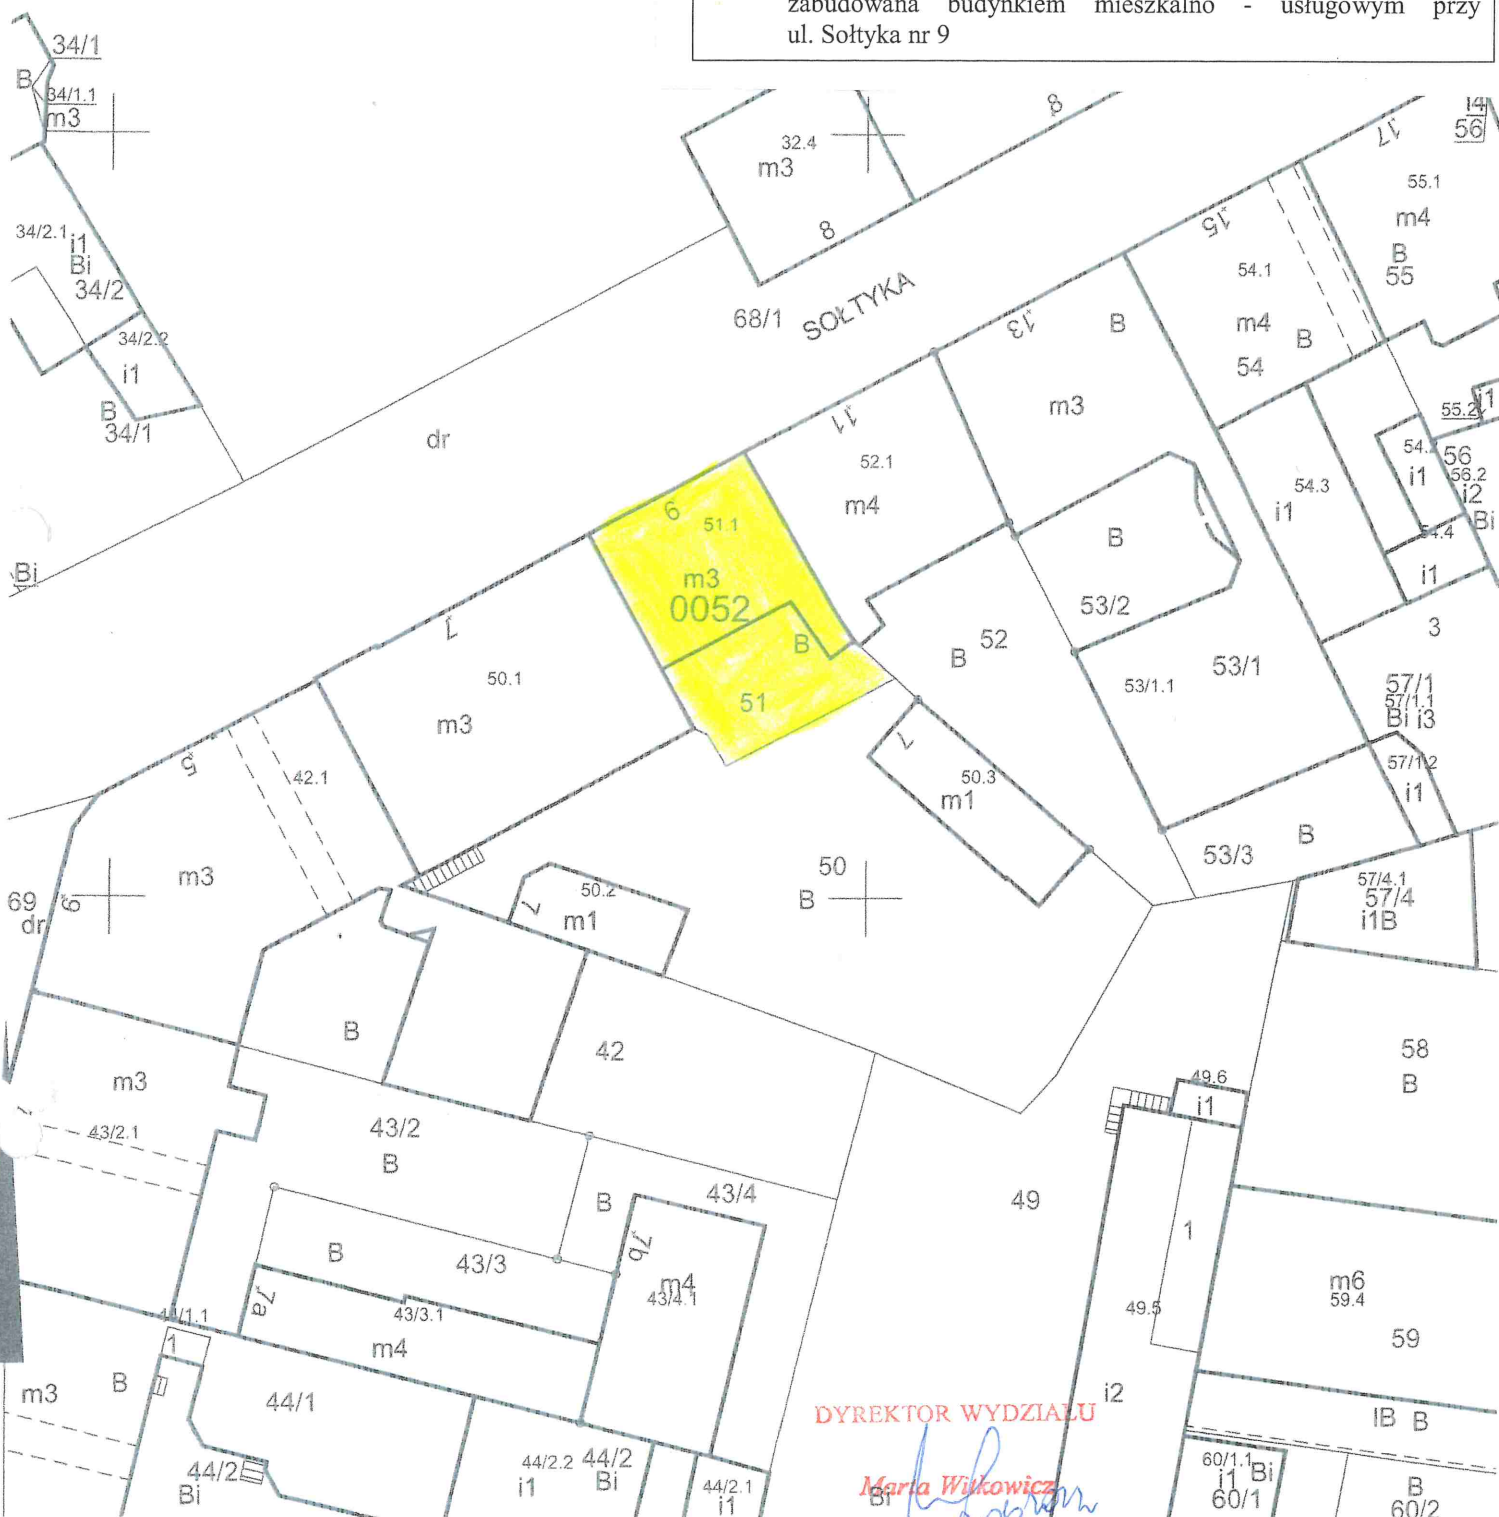 zabudowana budynkiem mieszkalno - usługowym przy
ul. Sołtyka nr 9
34/1
B
34/1.1
m3
32.4
m3
8
8
17
14
56
55.1
m4
B
55
34/2.1
i1
Bi
34/2
34/2.2
i1
B
34/1
68/1
SOŁTYKA
15
54.1
m4
B
54
13
B
m3
dr
11
52.1
m4
55.2
i1
56
56.2
i2
Bi
i1
54.3
i1
54.4
i1
9
51.1
m3
0052
B
51
Bi
B
53/2
B
52
53/1.1
53/1
3
57/1
57/1.1
Bi i3
57/1.2
i1
7
50.1
m3
5
42.1
7
50.3
m1
B
53/3
m3
69
dr
9
50.2
7
m1
50
B
57/4.1
57/4
i1B
B
42
58
B
m3
43/2.1
43/2
B
49.6
i1
B
43/4
49
1
B
43/3
7b
m4
43/4.1
7a
43/3.1
m4
m6
59.4
59
49.5
i2
1
m3
B
44/1
DYREKTOR WYDZIAŁU
IB B
44/2
Bi
44/2.2
i1
44/2
Bi
44/2.1
i1
Marta Witkowicz
Bi
60/1.1
i1 Bi
60/1
B
60/2